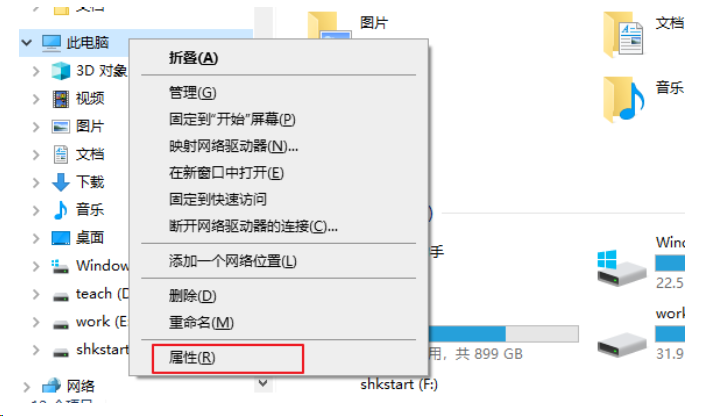 此电脑
3D 对象
视频
图片
文档
下载
音乐
桌面
Window
teach (D
work (E
shkstart
网络
折叠(A)
管理(G)
固定到"开始"屏幕(P)
映射网络驱动器(N)...
在新窗口中打开(E)
固定到快速访问
断开网络驱动器的连接(C)...
添加一个网络位置(L)
删除(D)
重命名(M)
属性(R)
图片
文档
音乐
)
手
用, 共 899 GB
shkstart (F:)
Wind
22.5
work
31.9